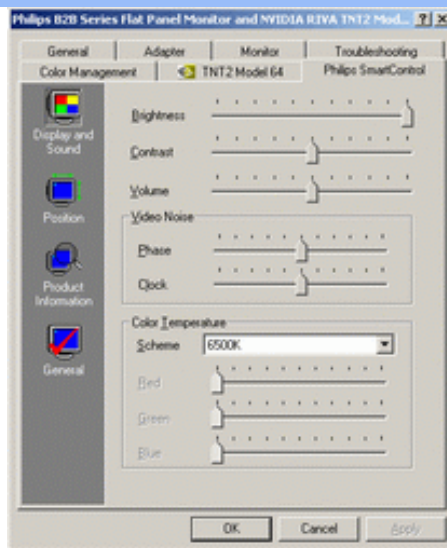 Philips B2B Series Flat Panel Monitor and NVIDIA RIVA TNT2 Mod...
General Adapter Monitor Troubleshooting
Color Management TNT2 Model 64 Philips SmartControl
Display and
Sound
Position
Product
Information
General
Brightness
Contrast
Volume
Video Noise
Phase
Clock
Color Temperature
Scheme 6500K
Red
Green
Blue
OK Cancel Apply